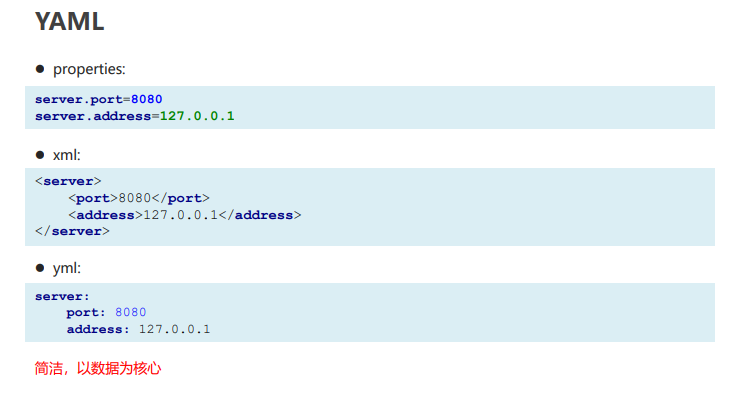 YAML
● properties:
server.port=8080
server.address=127.0.0.1
● xml:
<server>
    <port>8080</port>
    <address>127.0.0.1</address>
</server>
● yml:
server:
    port: 8080
    address: 127.0.0.1
简洁，以数据为核心